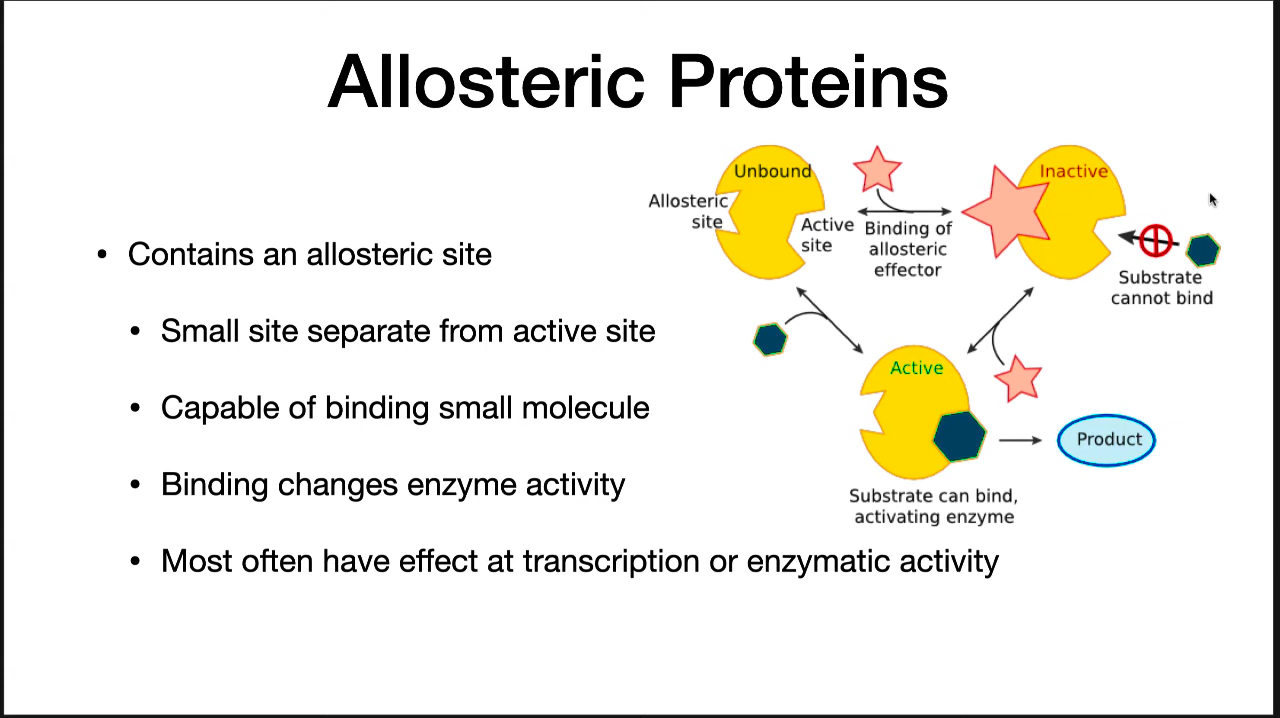 Allosteric Proteins
• Contains an allosteric site
• Small site separate from active site
• Capable of binding small molecule
• Binding changes enzyme activity
• Most often have effect at transcription or enzymatic activity
Unbound
Allosteric
site
Active
site
Binding of
allosteric
effector
Inactive
Substrate
cannot bind
Active
Product
Substrate can bind,
activating enzyme